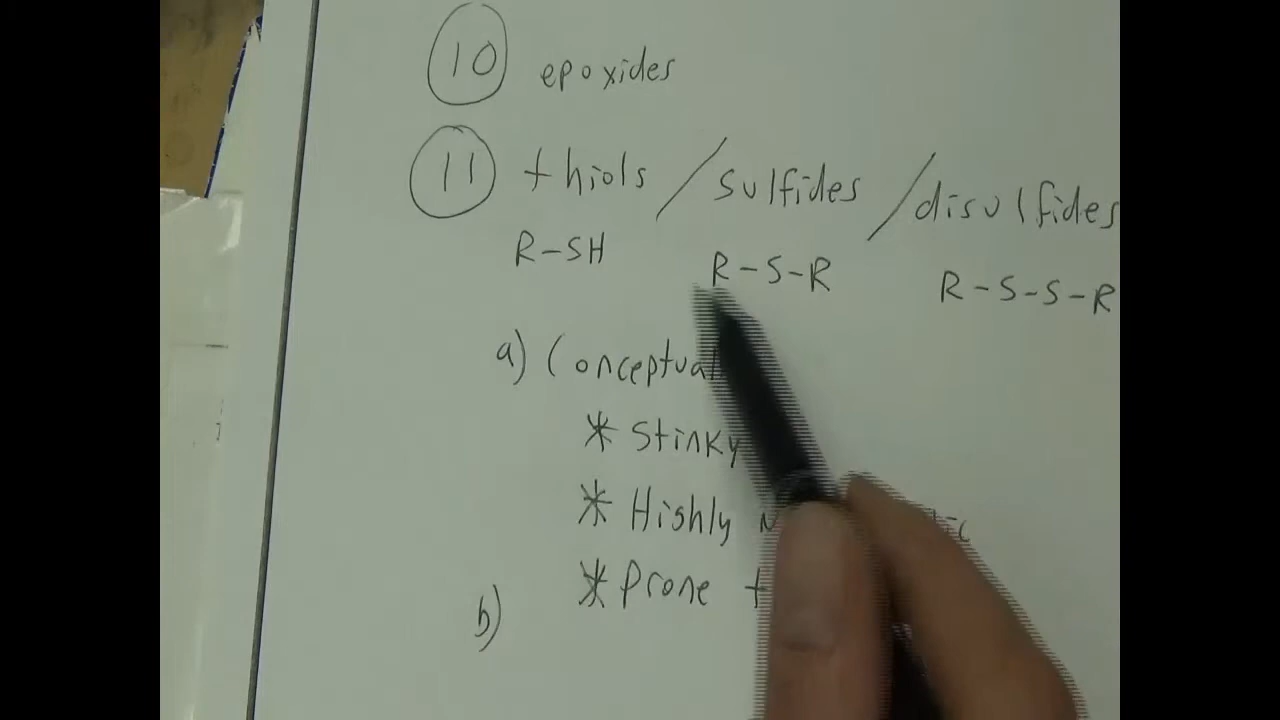 10 epoxides
11 thiols / sulfides / disulfides
R-SH R-S-R R-S-S-R
a) Conceptual
* Stinky
* Highly
* Prone
b)